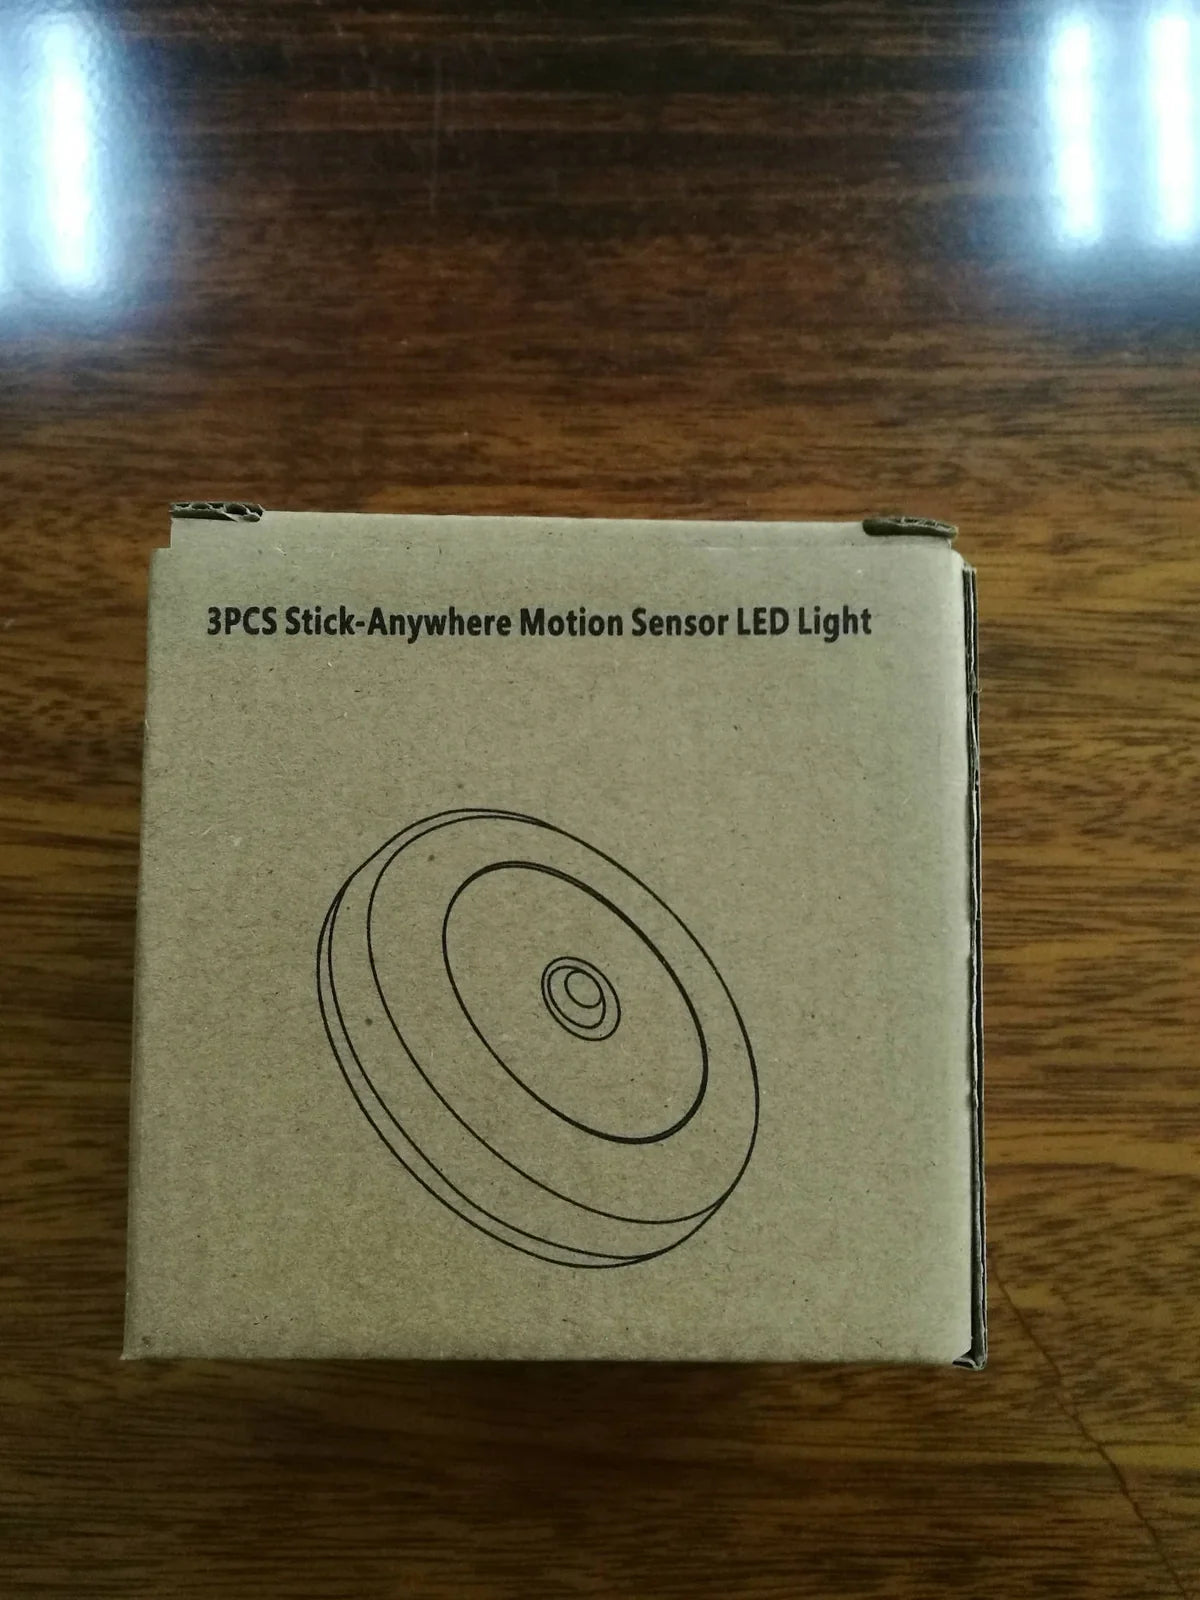 3PCS Stick-Anywhere Motion Sensor LED Light